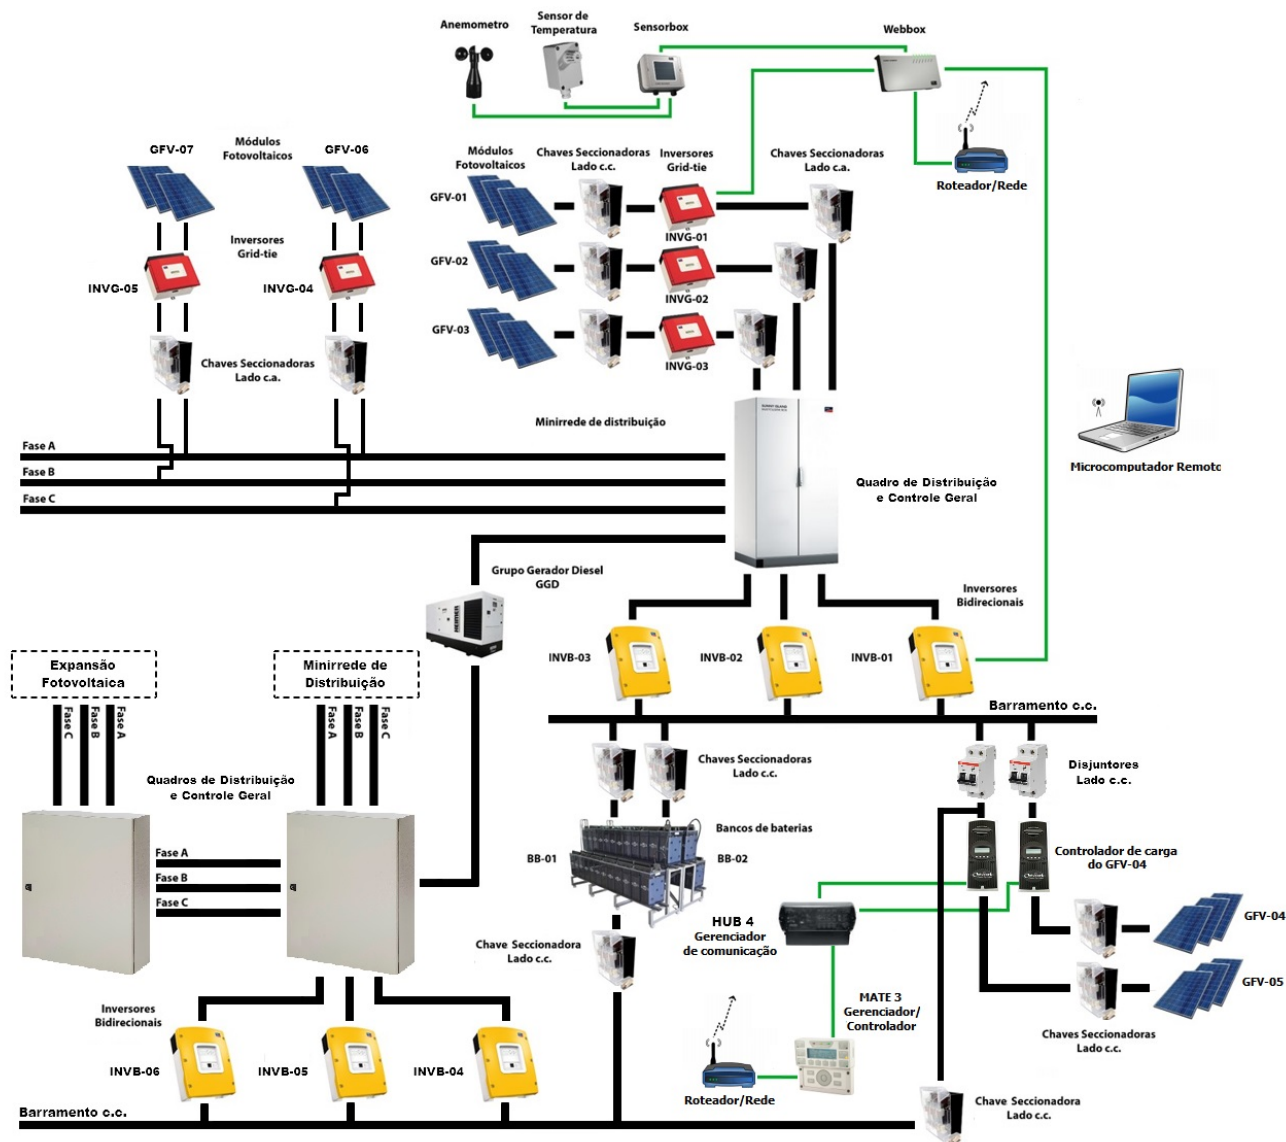 Anemometro
Sensor de
Temperatura
Sensorbox
Webbox
Roteador/Rede
GFV-07
Módulos
Fotovoltaicos
GFV-06
Inversores
Grid-tie
INVG-05
INVG-04
Chaves Seccionadoras
Lado c.a.
Módulos
Fotovoltaicos
Chaves Seccionadoras
Lado c.c.
Inversores
Grid-tie
Chaves Seccionadoras
Lado c.a.
GFV-01
INVG-01
GFV-02
INVG-02
GFV-03
INVG-03
Minirrede de distribuição
Fase A
Fase B
Fase C
Quadro de Distribuição
e Controle Geral
Microcomputador Remoto
Grupo Gerador Diesel
GGD
Inversores
Bidirecionais
INVB-03
INVB-02
INVB-01
Barramento c.c.
Expansão
Fotovoltaica
Minirrede de
Distribuição
Fase C
Fase B
Fase A
Fase A
Fase B
Fase C
Quadros de Distribuição
e Controle Geral
Fase A
Fase B
Fase C
Chaves Seccionadoras
Lado c.c.
Disjuntores
Lado c.c.
Bancos de baterias
BB-01
BB-02
Controlador de carga
do GFV-04
HUB 4
Gerenciador
de comunicação
GFV-04
GFV-05
Chaves Seccionadoras
Lado c.c.
Chave Seccionadora
Lado c.c.
MATE 3
Gerenciador/
Controlador
Roteador/Rede
Inversores
Bidirecionais
INVB-06
INVB-05
INVB-04
Barramento c.c.
Chave Seccionadora
Lado c.c.